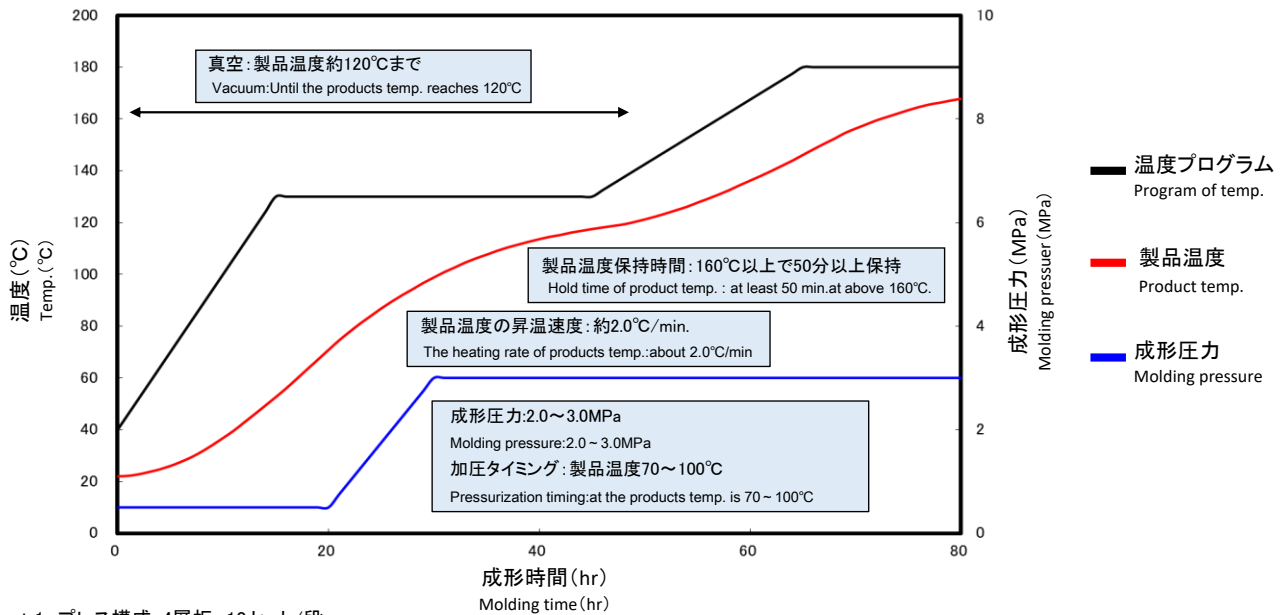 200
180
160
140
120
100
80
60
40
20
0
温度(℃)
Temp.(℃)
真空:製品温度約120℃まで
Vacuum:Until the products temp. reaches 120℃
製品温度保持時間:160℃以上で50分以上保持
Hold time of product temp. : at least 50 min.at above 160℃.
製品温度の昇温速度:約2.0℃/min.
The heating rate of products temp.:about 2.0℃/min
成形圧力:2.0～3.0MPa
Molding pressure:2.0~3.0MPa
加圧タイミング:製品温度70～100℃
Pressurization timing:at the products temp. is 70~100℃
10
8
6
4
2
0
成形圧力(MPa)
Molding pressuer(MPa)
0
20
40
60
80
成形時間(hr)
Molding time(hr)
温度プログラム
Program of temp.
製品温度
Product temp.
成形圧力
Molding pressure